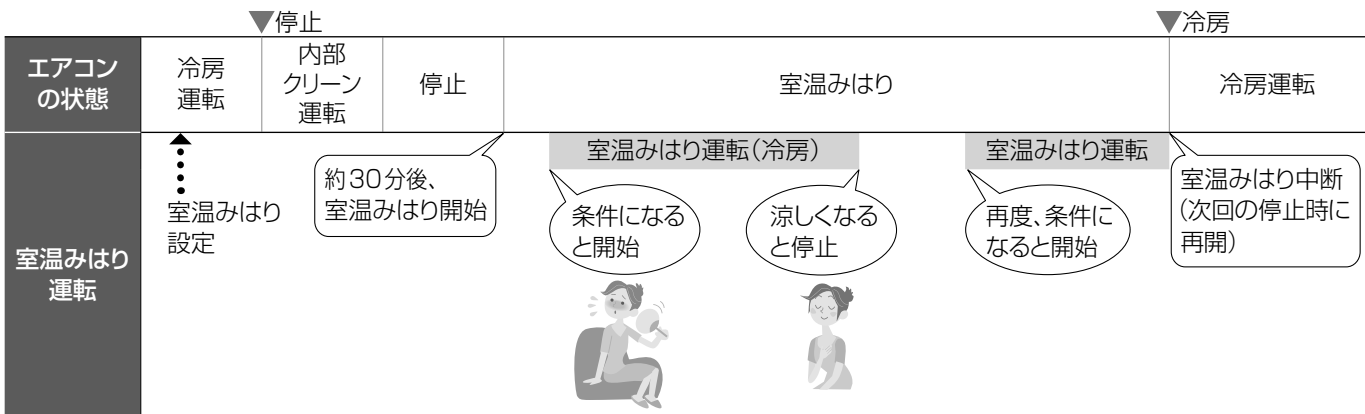 ▼停止
▼冷房
エアコン
の状態
冷房
運転
内部
クリーン
運転
停止
室温みはり
冷房運転
室温みはり
運転
室温みはり
設定
約30分後、
室温みはり開始
室温みはり運転(冷房)
条件になる
と開始
涼しくなる
と停止
室温みはり運転
再度、条件に
なると開始
室温みはり中断
(次回の停止時に
再開)